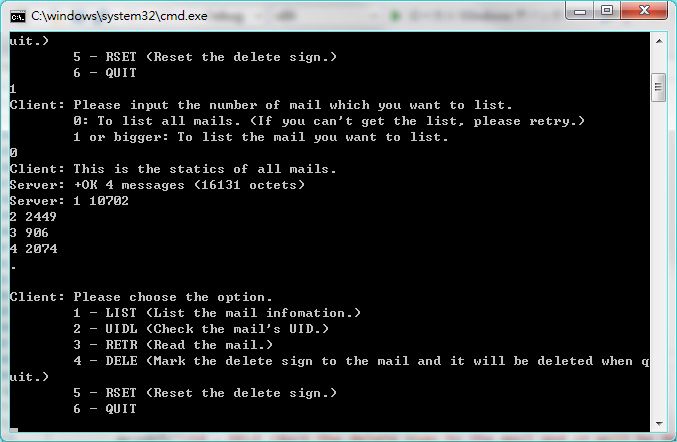 C:\windows\system32\cmd.exe
uit.)
5 - RSET (Reset the delete sign.)
6 - QUIT
1
Client: Please input the number of mail which you want to list.
0: To list all mails. (If you can't get the list, please retry.)
1 or bigger: To list the mail you want to list.
0
Client: This is the statics of all mails.
Server: +OK 4 messages (16131 octets)
Server: 1 10702
2 2449
3 906
4 2074
.
Client: Please choose the option.
1 - LIST (List the mail infomation.)
2 - UIDL (Check the mail's UID.)
3 - RETR (Read the mail.)
4 - DELE (Mark the delete sign to the mail and it will be deleted when q
uit.)
5 - RSET (Reset the delete sign.)
6 - QUIT